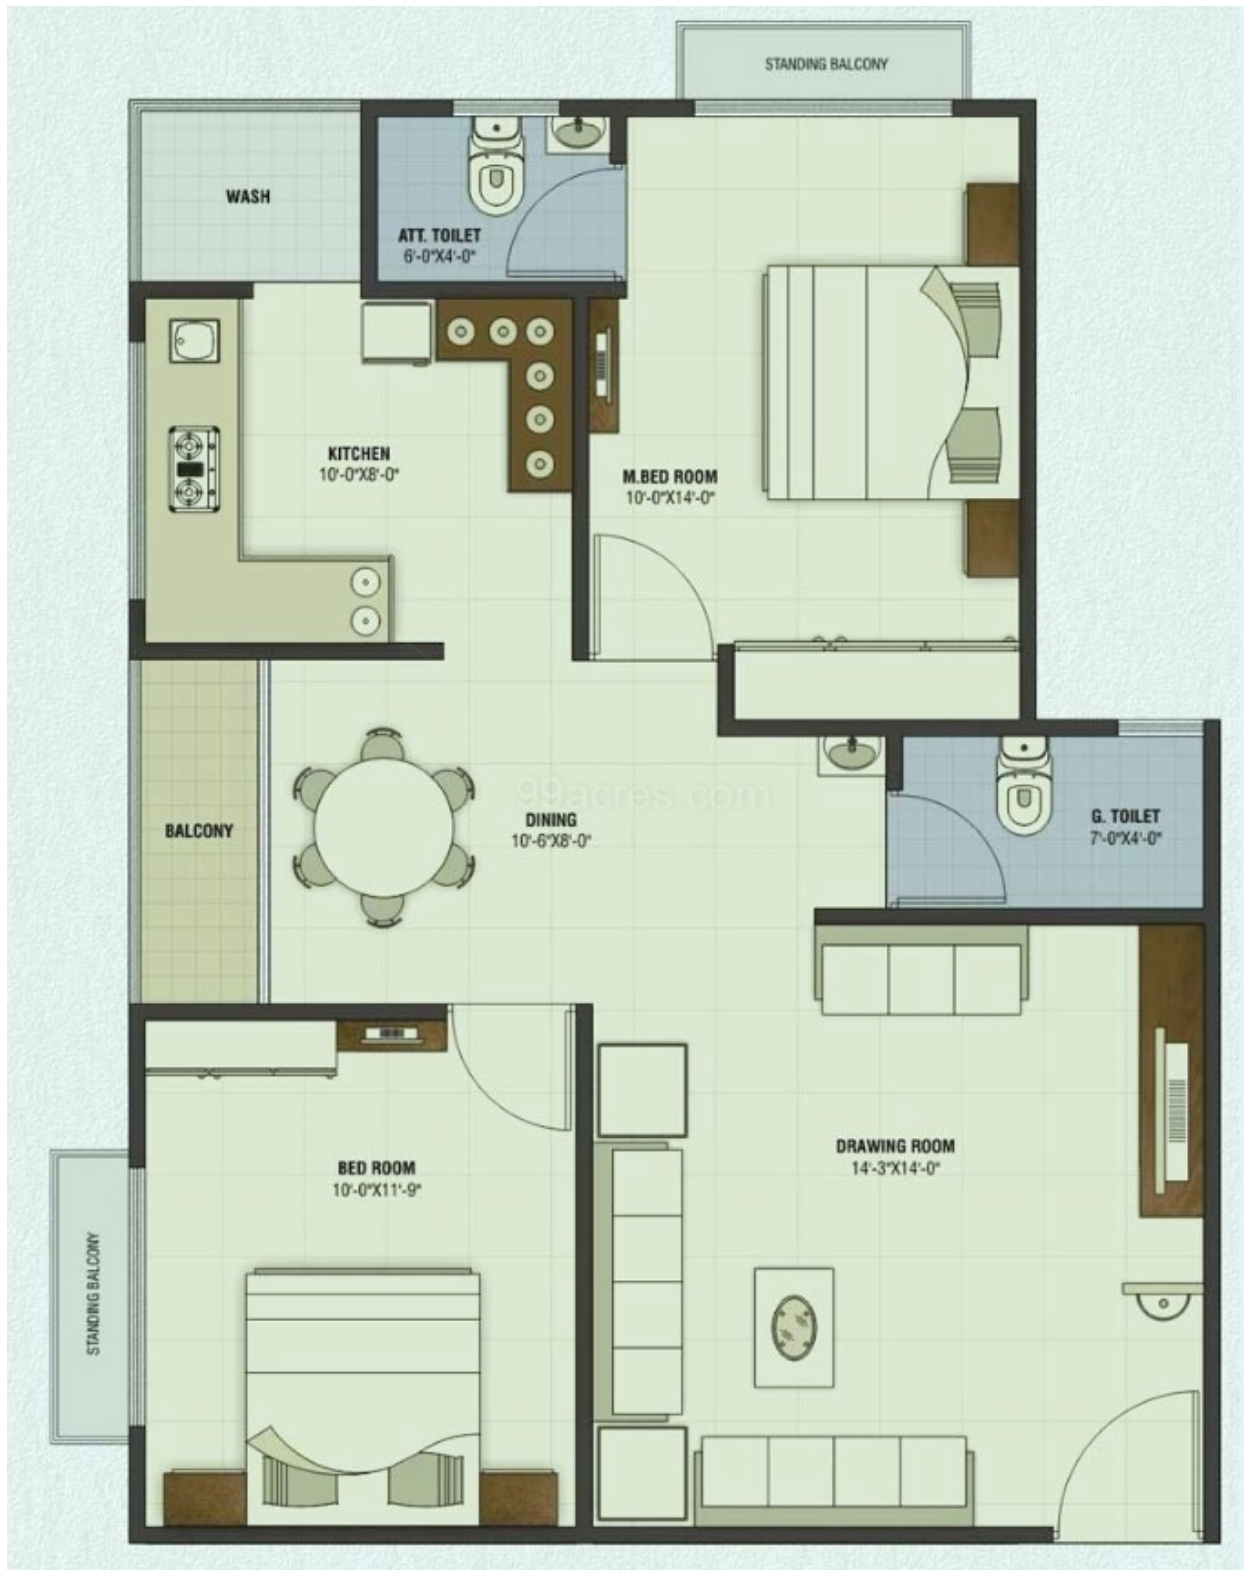 STANDING BALCONY
WASH
ATT. TOILET
6'-0"X4'-0"
KITCHEN
10'-0"X8'-0"
M.BED ROOM
10'-0"X14'-0"
99acres.com
DINING
10'-6"X8'-0"
BALCONY
G. TOILET
7'-0"X4'-0"
DRAWING ROOM
14'-3"X14'-0"
BED ROOM
10'-0"X11'-9"
STANDING BALCONY